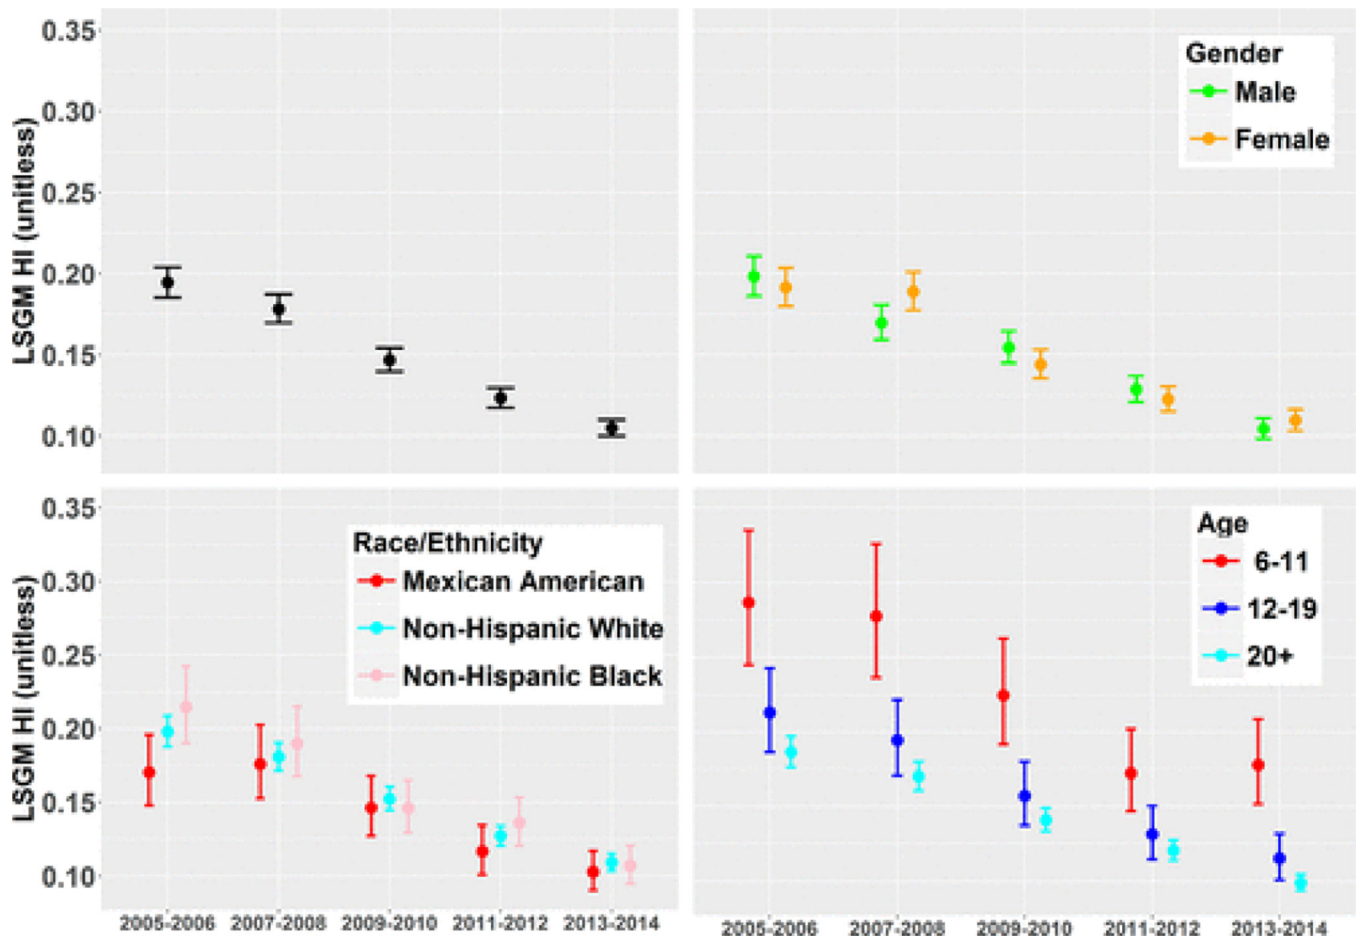 LSGM HI (unitless)
0.35
0.30
0.25
0.20
0.15
0.10
Gender
Male
Female
LSGM HI (unitless)
0.35
0.30
0.25
0.20
0.15
0.10
Race/Ethnicity
Mexican American
Non-Hispanic White
Non-Hispanic Black
2005-2006 2007-2008 2009-2010 2011-2012 2013-2014
Age
6-11
12-19
20+
2005-2006 2007-2008 2009-2010 2011-2012 2013-2014